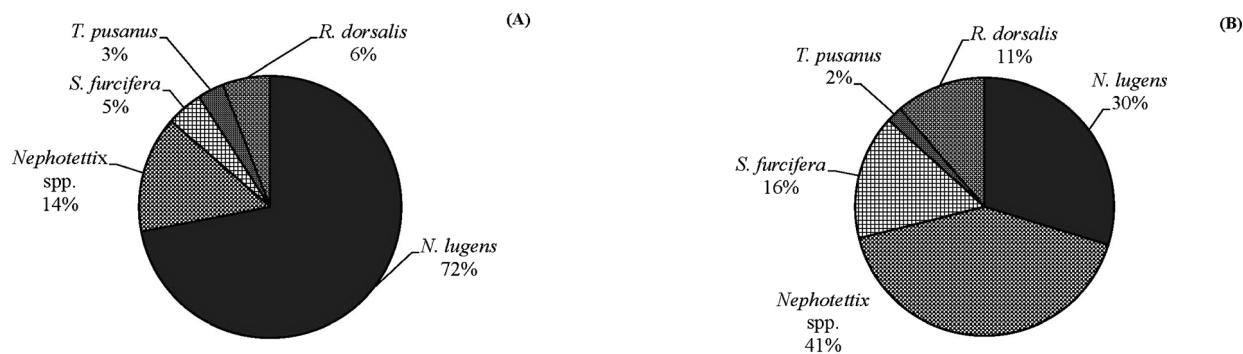 (A)
T. pusanus
3%
R. dorsalis
6%
S. furcifera
5%
Nephotettix
spp.
14%
N. lugens
72%
(B)
R. dorsalis
11%
T. pusanus
2%
N. lugens
30%
S. furcifera
16%
Nephotettix
spp.
41%